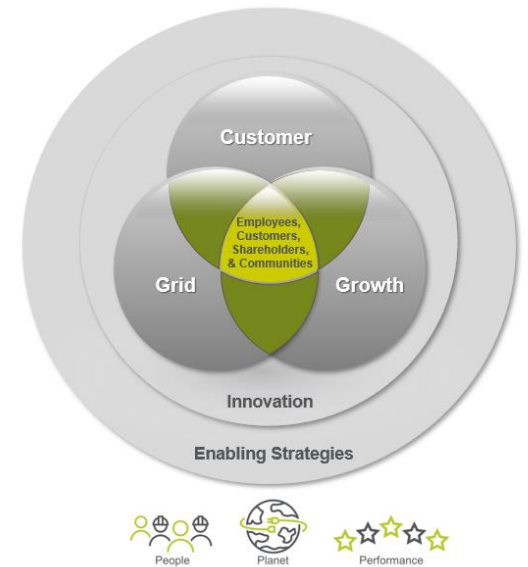 Customer
Employees,
Customers,
Shareholders,
& Communities
Grid
Growth
Innovation
Enabling Strategies
People
Planet
Performance